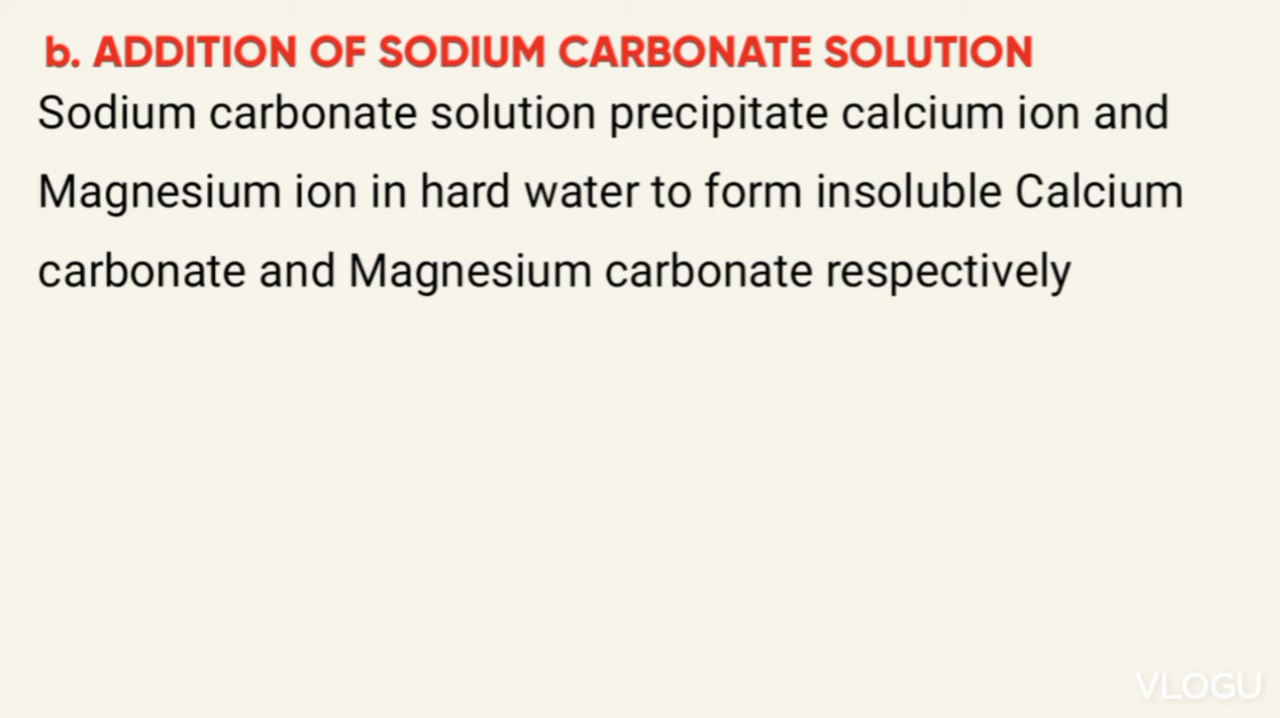 b. ADDITION OF SODIUM CARBONATE SOLUTION
Sodium carbonate solution precipitate calcium ion and
Magnesium ion in hard water to form insoluble Calcium
carbonate and Magnesium carbonate respectively
VLOGU